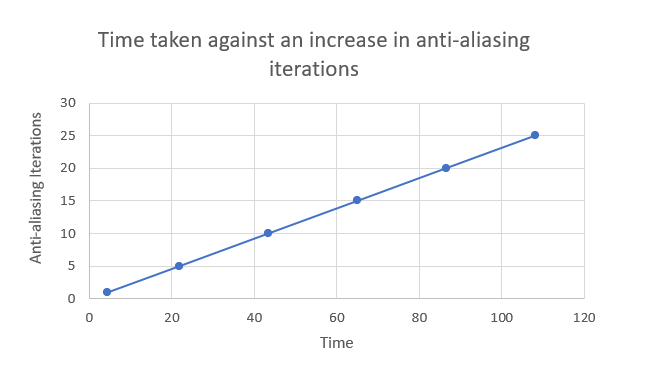 Time taken against an increase in anti-aliasing
iterations
30
25
20
15
10
5
0
Anti-aliasing Iterations
0 20 40 60 80 100 120
Time